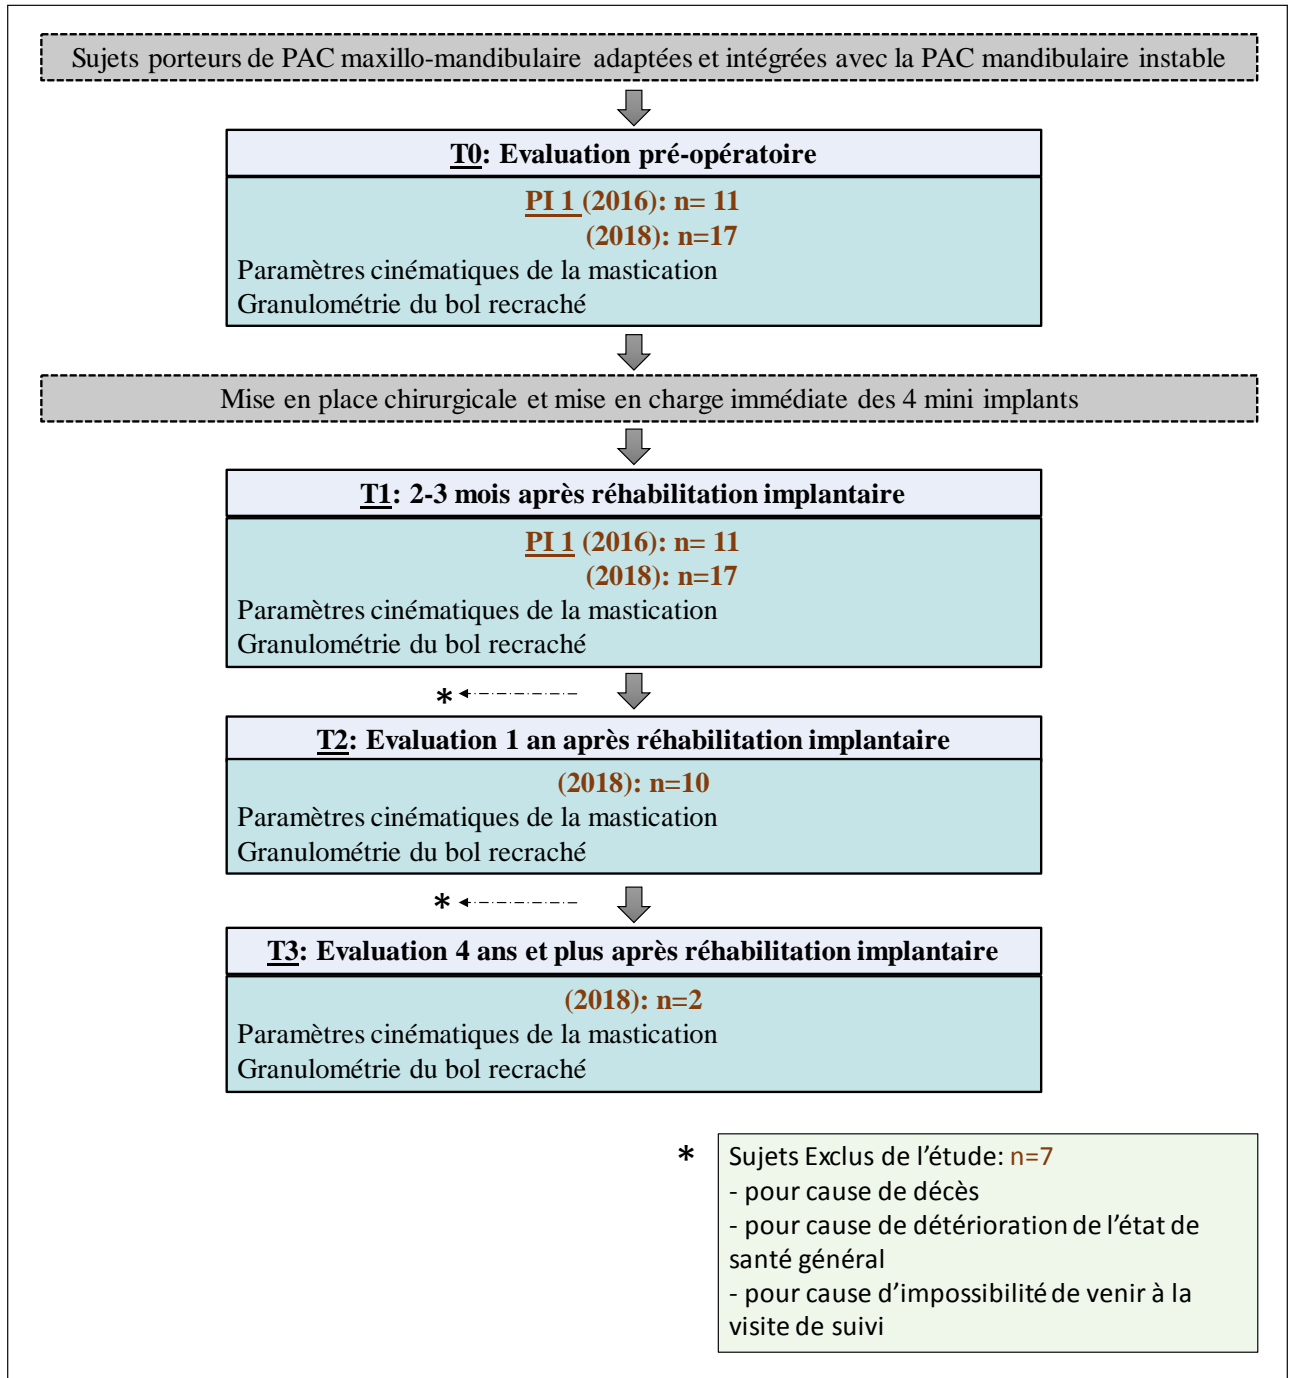 Sujets porteurs de PAC maxillo-mandibulaire adaptées et intégrées avec la PAC mandibulaire instable
T0: Evaluation pré-opératoire
PI 1 (2016): n= 11
(2018): n=17
Paramètres cinématiques de la mastication
Granulométrie du bol recraché
Mise en place chirurgicale et mise en charge immédiate des 4 mini implants
T1: 2-3 mois après réhabilitation implantaire
PI 1 (2016): n= 11
(2018): n=17
Paramètres cinématiques de la mastication
Granulométrie du bol recraché
*
T2: Evaluation 1 an après réhabilitation implantaire
(2018): n=10
Paramètres cinématiques de la mastication
Granulométrie du bol recraché
*
T3: Evaluation 4 ans et plus après réhabilitation implantaire
(2018): n=2
Paramètres cinématiques de la mastication
Granulométrie du bol recraché
* Sujets Exclus de l'étude: n=7
- pour cause de décès
- pour cause de détérioration de l'état de
santé général
- pour cause d'impossibilité de venir à la
visite de suivi